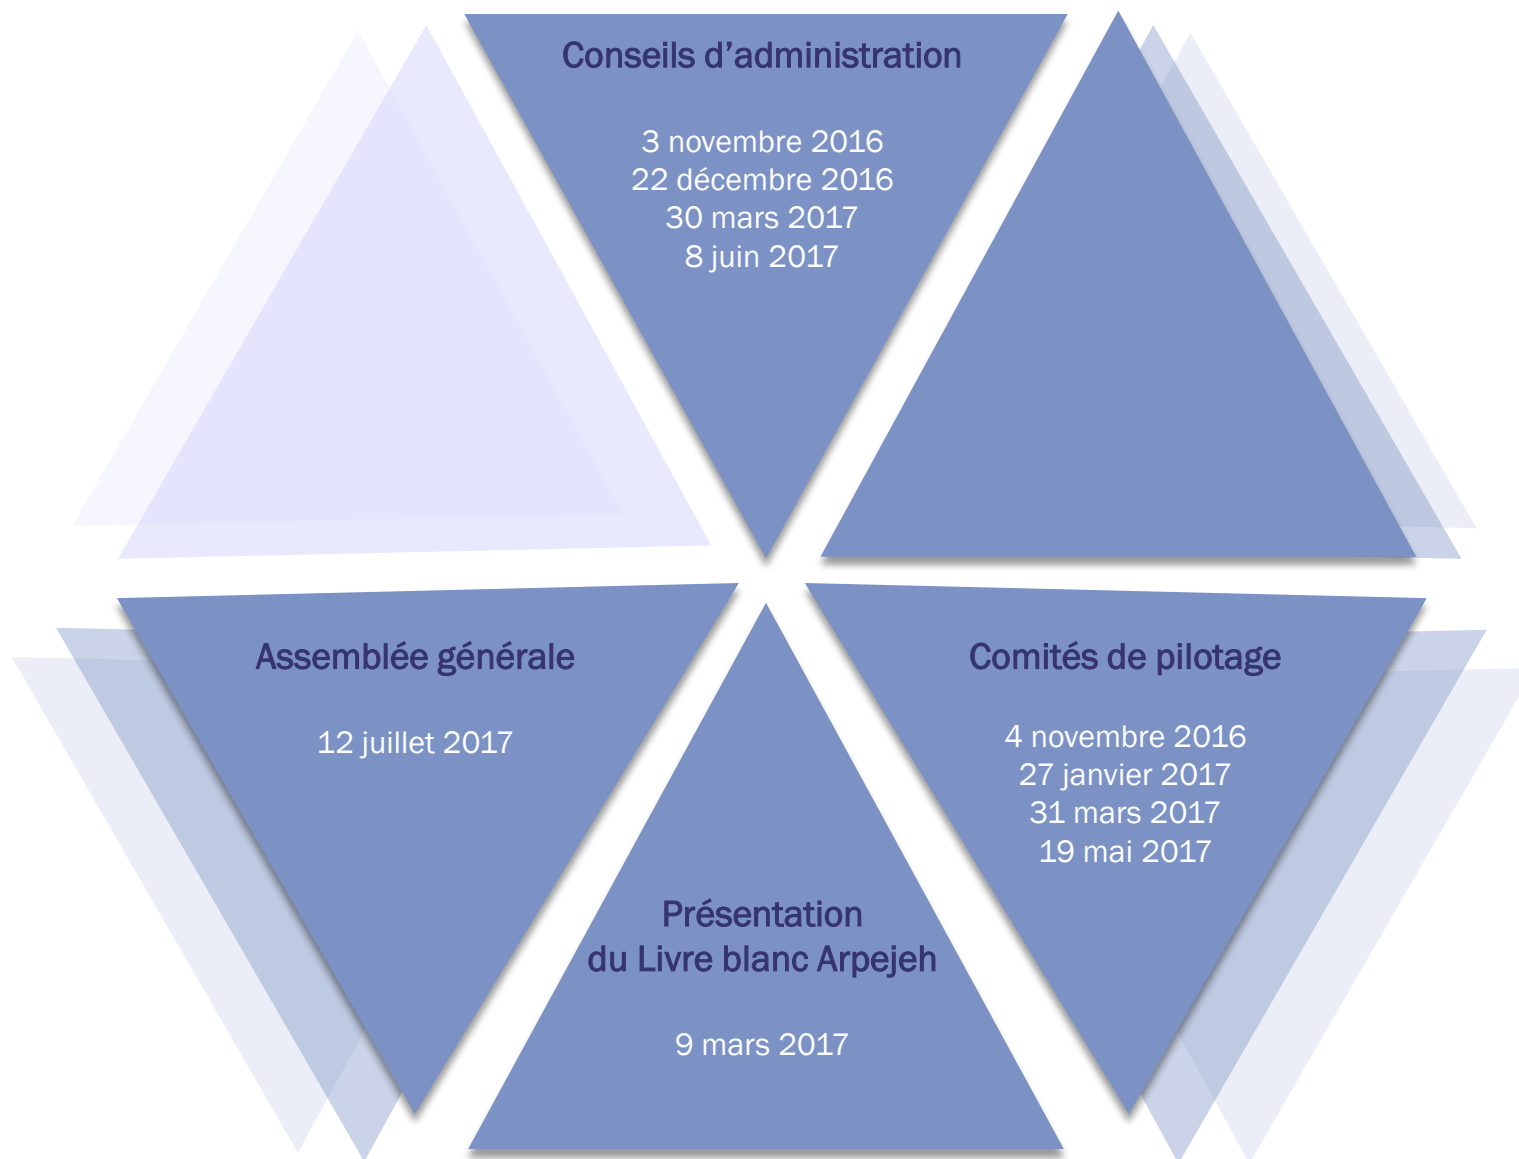 Conseils d’administration
3 novembre 2016
22 décembre 2016
30 mars 2017
8 juin 2017
Assemblée générale
12 juillet 2017
Comités de pilotage
4 novembre 2016
27 janvier 2017
31 mars 2017
19 mai 2017
Présentation
du Livre blanc Arpejeh
9 mars 2017